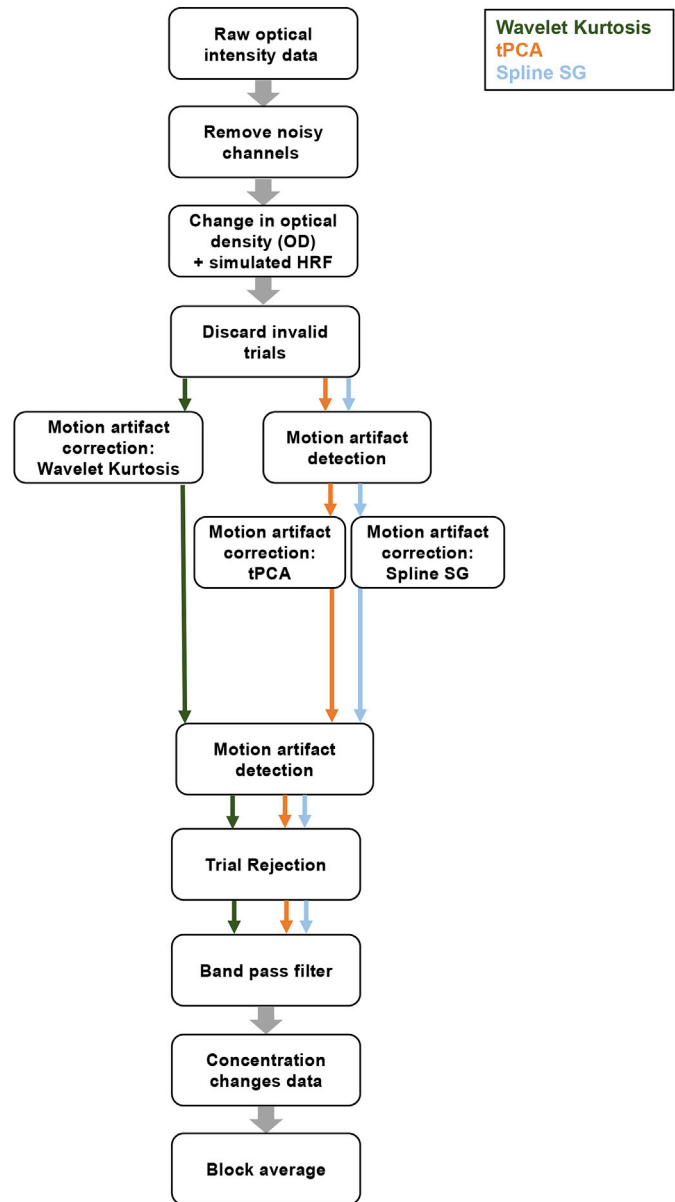 Raw optical
intensity data
Wavelet Kurtosis
tPCA
Spline SG
Remove noisy
channels
Change in optical
density (OD)
+ simulated HRF
Discard invalid
trials
Motion artifact
correction:
Wavelet Kurtosis
Motion artifact
detection
Motion artifact
correction:
tPCA
Motion artifact
correction:
Spline SG
Motion artifact
detection
Trial Rejection
Band pass filter
Concentration
changes data
Block average